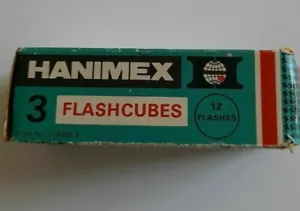 HANIMEX
3
FLASHCUBES
12
FLASHES